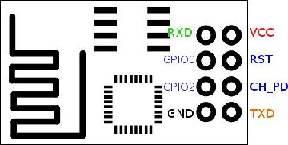 RXD VCC
GPIO0 RST
GPIO2 CH_PD
GND TXD